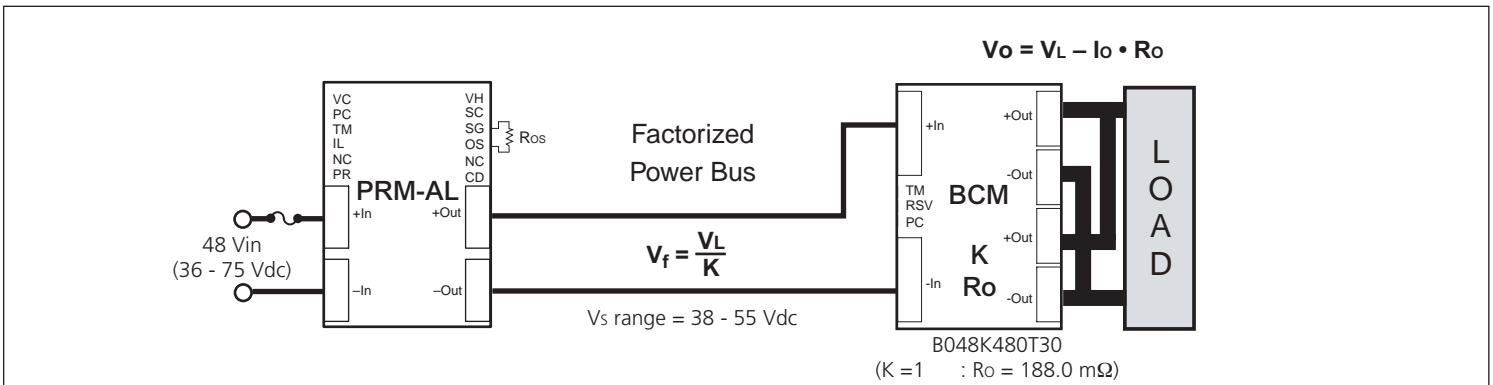 Vo = VL – Io • Ro
VC
PC
TM
IL
NC
PR
VH
SC
SG
OS
NC
CD
ROS
PRM-AL
+In
+Out
–In
–Out
48 Vin
(36 - 75 Vdc)
Factorized
Power Bus
Vf = VL
K
Vs range = 38 - 55 Vdc
+In
TM
RSV
PC
-In
BCM
K
Ro
+Out
-Out
+Out
-Out
LOAD
B048K480T30
(K =1 : Ro = 188.0 mΩ)